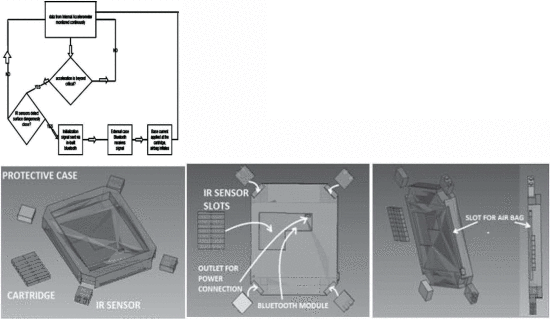 data from Internal Accelerometer
monitored continuously
NO
NO
acceleration is beyond
critical?
YES
IR sensors detect
surface dangerously
close?
YES
Initialization
signal sent via
in-built
bluetooth
External case
Bluetooth
receives
signal
Base current
applied at the
cartridge,
airbag inflates
PROTECTIVE CASE
CARTRIDGE
IR SENSOR
IR SENSOR
SLOTS
OUTLET FOR
POWER
CONNECTION
BLUETOOTH MODULE
SLOT FOR AIR BAG